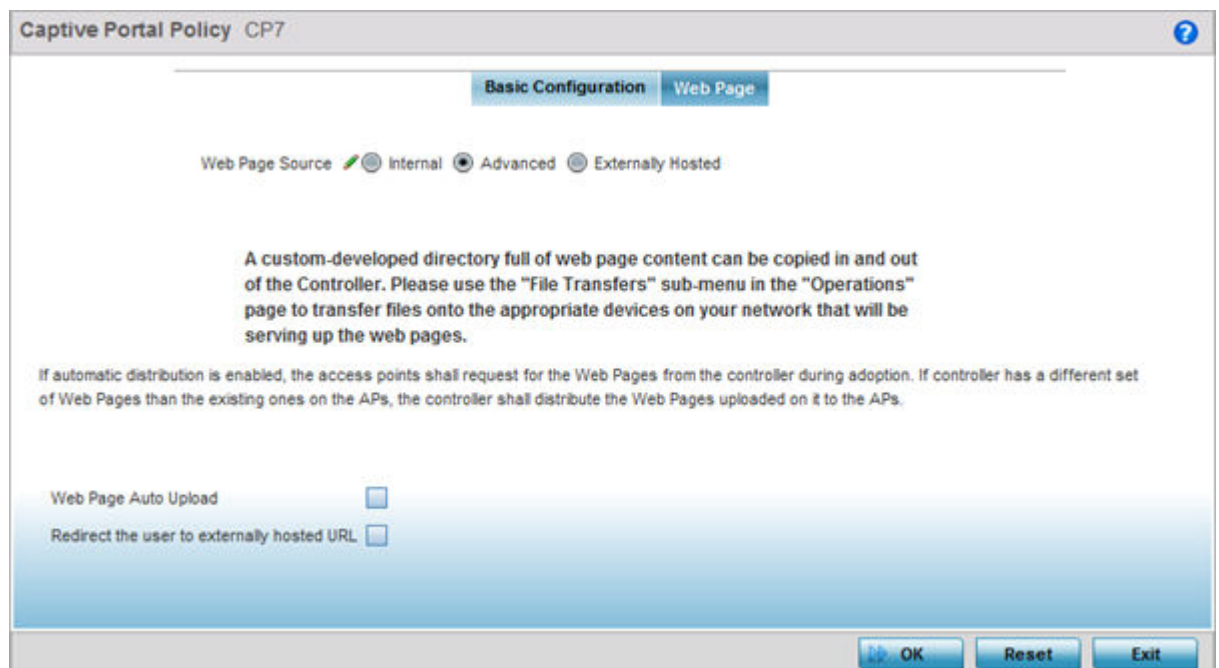 Captive Portal Policy CP7
?
Basic Configuration Web Page
Web Page Source Internal Advanced Externally Hosted
A custom-developed directory full of web page content can be copied in and out
of the Controller. Please use the "File Transfers" sub-menu in the "Operations"
page to transfer files onto the appropriate devices on your network that will be
serving up the web pages.
If automatic distribution is enabled, the access points shall request for the Web Pages from the controller during adoption. If controller has a different set
of Web Pages than the existing ones on the APs, the controller shall distribute the Web Pages uploaded on it to the APs.
Web Page Auto Upload
Redirect the user to externally hosted URL
OK Reset Exit